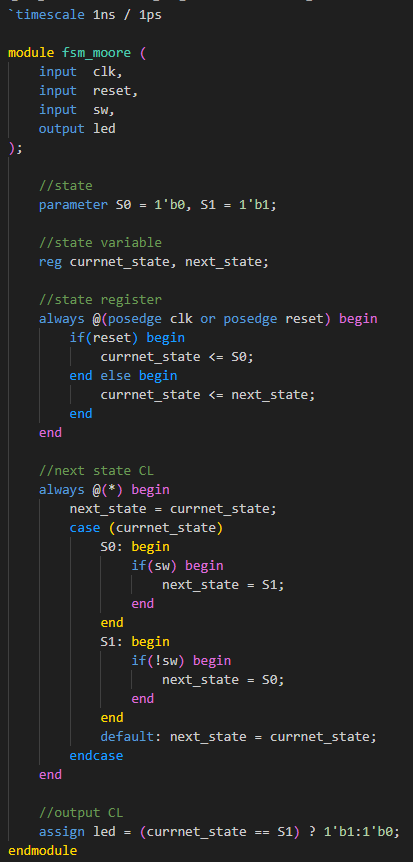 `timescale 1ns / 1ps
module fsm_moore (
input clk,
input reset,
input sw,
output led
);
//state
parameter S0 = 1'b0, S1 = 1'b1;
//state variable
reg currnet_state, next_state;
//state register
always @(posedge clk or posedge reset) begin
if(reset) begin
currnet_state <= S0;
end else begin
currnet_state <= next_state;
end
end
//next state CL
always @(*) begin
next_state = currnet_state;
case (currnet_state)
S0: begin
if(sw) begin
next_state = S1;
end
end
S1: begin
if(!sw) begin
next_state = S0;
end
end
default: next_state = currnet_state;
endcase
end
//output CL
assign led = (currnet_state == S1) ? 1'b1:1'b0;
endmodule